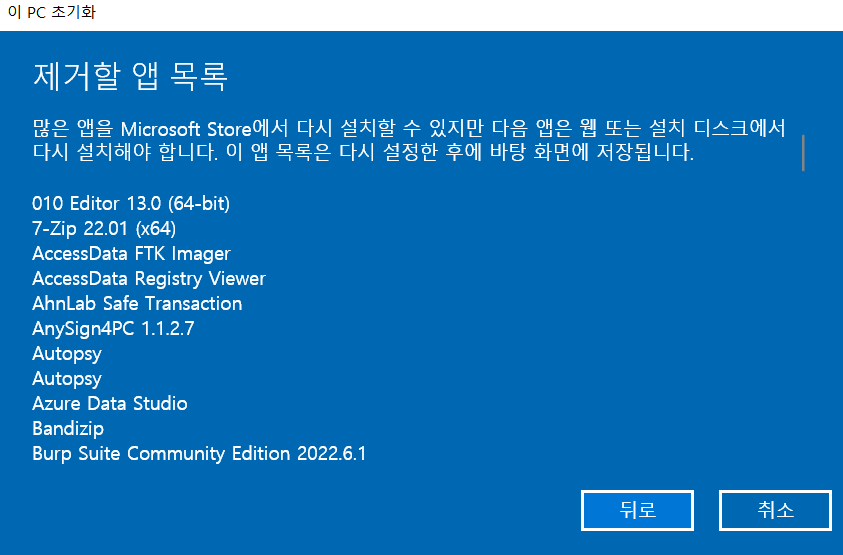 이 PC 초기화
제거할 앱 목록
많은 앱을 Microsoft Store에서 다시 설치할 수 있지만 다음 앱은 웹 또는 설치 디스크에서
다시 설치해야 합니다. 이 앱 목록은 다시 설정한 후에 바탕 화면에 저장됩니다.
010 Editor 13.0 (64-bit)
7-Zip 22.01 (x64)
AccessData FTK Imager
AccessData Registry Viewer
AhnLab Safe Transaction
AnySign4PC 1.1.2.7
Autopsy
Autopsy
Azure Data Studio
Bandizip
Burp Suite Community Edition 2022.6.1
뒤로
취소